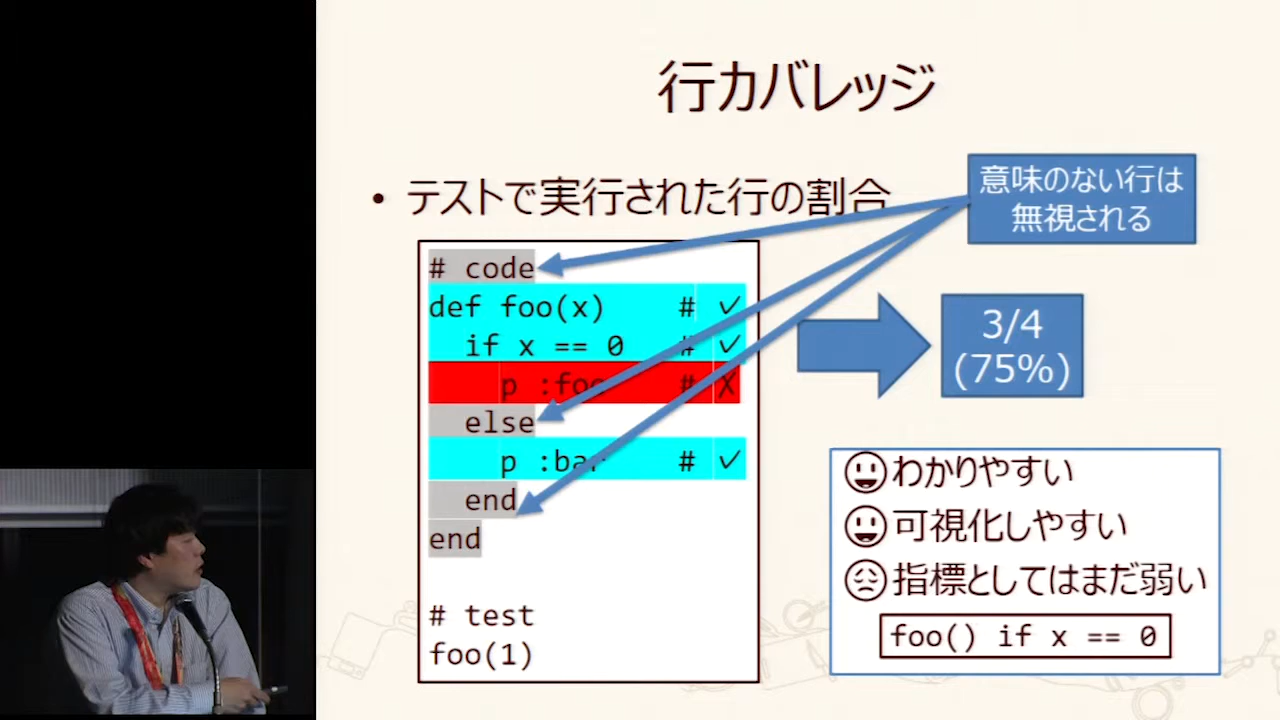 行カバレッジ
• テストで実行された行の割合
意味のない行は
無視される
# code
def foo(x) # ✓
if x == 0 # ✓
p :foo # X
else
p :bar # ✓
end
end
# test
foo(1)
3/4
(75%)
わかりやすい
可視化しやすい
指標としてはまだ弱い
foo() if x == 0